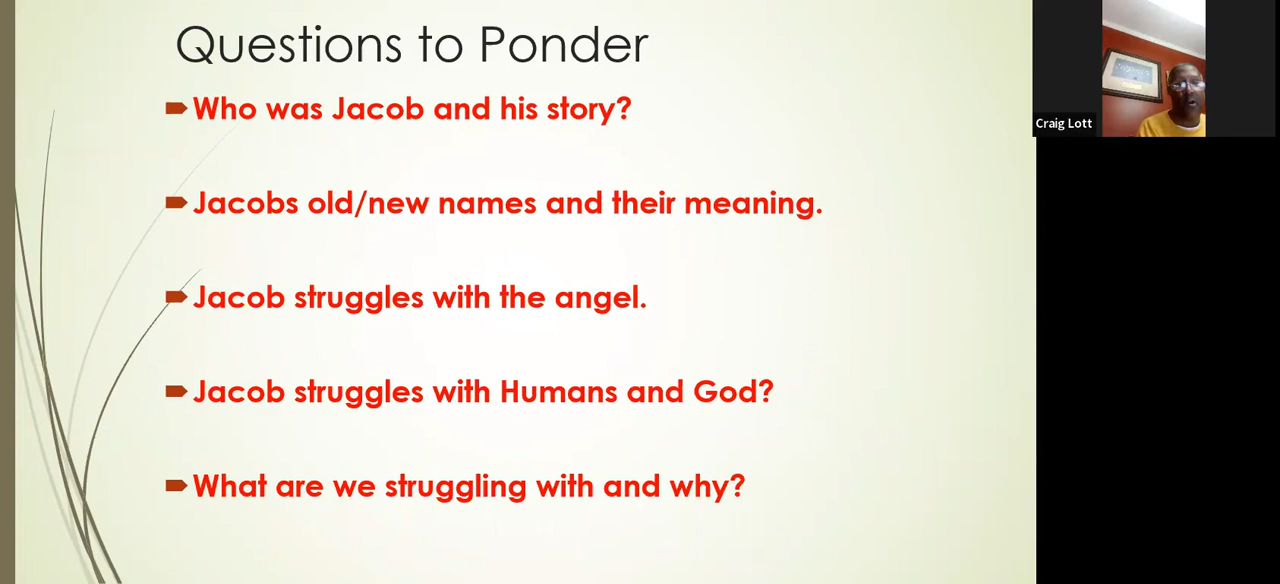 Questions to Ponder
Who was Jacob and his story?
Jacobs old/new names and their meaning.
Jacob struggles with the angel.
Jacob struggles with Humans and God?
What are we struggling with and why?
Craig Lott